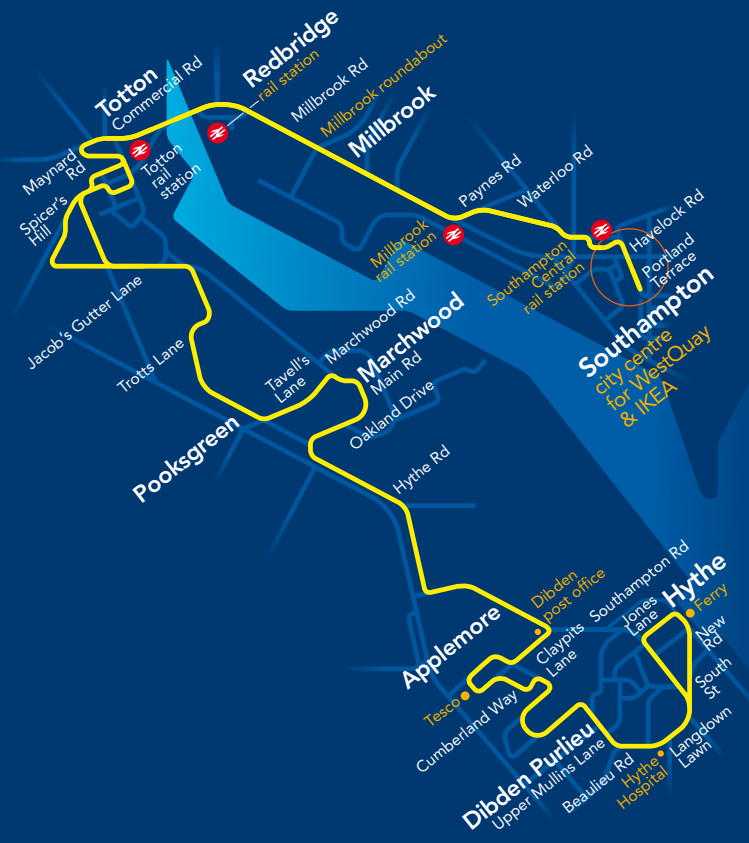 Redbridge
rail station
Totton
Commercial Rd
Millbrook Rd
Millbrook roundabout
Millbrook
Maynard
Rd
Totton
rail
station
Spicer's
Hill
Paynes Rd
Waterloo Rd
Millbrook
rail station
Southampton
Central
rail station
Havelock Rd
Portland
Terrace
Southampton
city centre
for WestQuay
& IKEA
Jacob's Gutter Lane
Trotts Lane
Tavell's
Lane
Marchwood Rd
Marchwood
Main Rd
Oakland Drive
Pooksgreen
Hythe Rd
Dibden
post office
Southampton Rd
Jones
Lane
Hythe
Ferry
New
Rd
South
St
Applemore
Claypits
Lane
Tesco
Cumberland Way
Dibden Purlieu
Upper Mullins Lane
Beaulieu Rd
Hythe
Hospital
Langdown
Lawn